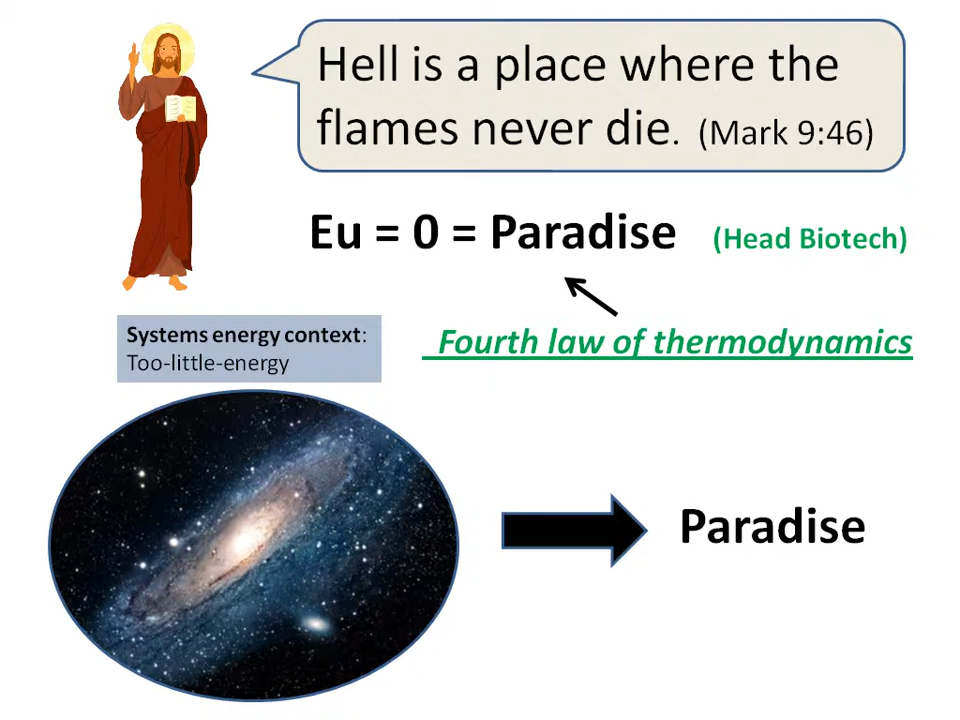 Hell is a place where the
flames never die. (Mark 9:46)
Eu = 0 = Paradise (Head Biotech)
Fourth law of thermodynamics
Systems energy context:
Too-little-energy
Paradise